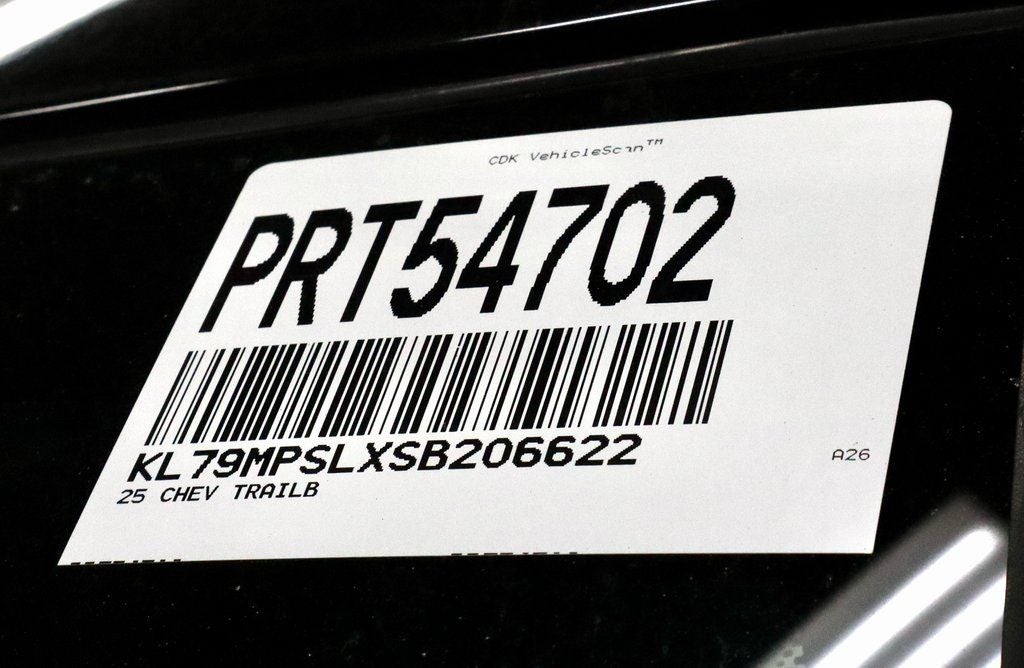 CDK VehicleScan™
PRT54702
KL79MPSLXSB206622
25 CHEV TRAILB
A26